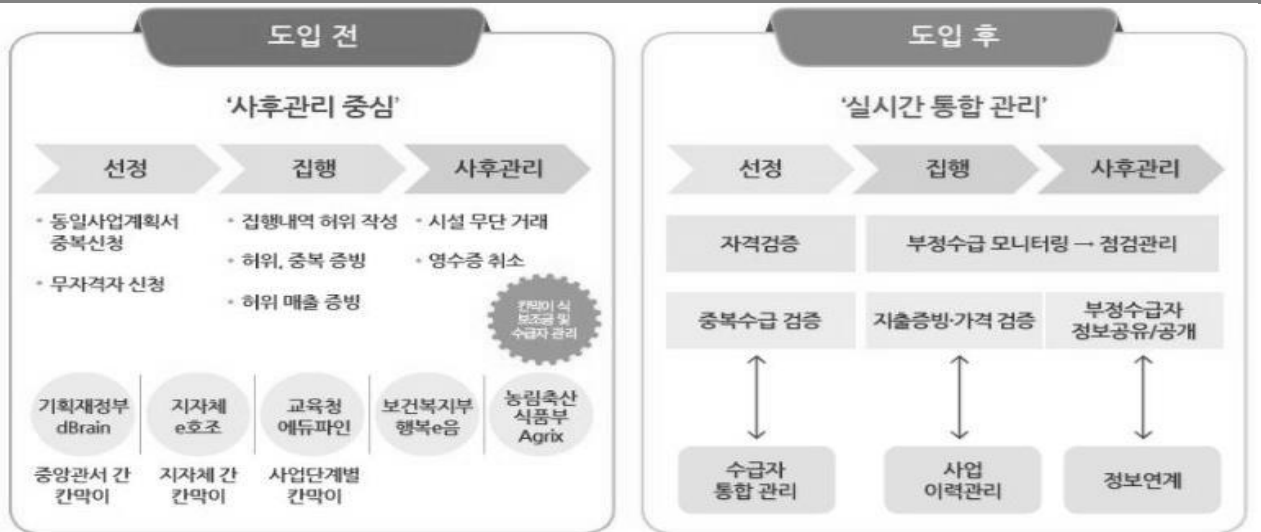 도입 전
'사후관리 중심'
선정
집행
사후관리
• 동일사업계획서
중복신청
• 무자격자 신청
• 집행내역 허위 작성
• 허위, 중복 증빙
• 허위 매출 증빙
• 시설 무단 거래
• 영수증 취소
칸막이 식
보조금 및
수급자 관리
기획재정부
dBrain
지자체
e호조
교육청
에듀파인
보건복지부
행복e음
농림축산
식품부
Agrix
중앙관서 간
칸막이
지자체 간
칸막이
사업단계별
칸막이
도입 후
'실시간 통합 관리'
선정
집행
사후관리
자격검증
부정수급 모니터링 → 점검관리
중복수급 검증
지출증빙·가격 검증
부정수급자
정보공유/공개
수급자
통합 관리
사업
이력관리
정보연계